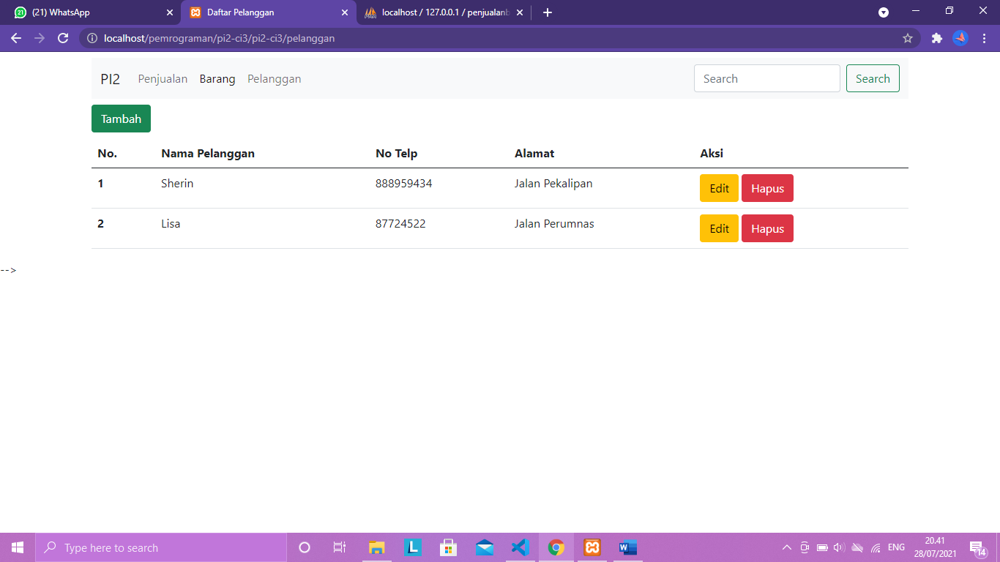 (21) WhatsApp
Daftar Pelanggan
localhost / 127.0.0.1 / penjualanb
localhost/pemrograman/pi2-ci3/pi2-ci3/pelanggan
PI2 Penjualan Barang Pelanggan Search Search
Tambah
No. Nama Pelanggan No Telp Alamat Aksi
1 Sherin 888959434 Jalan Pekalipan Edit Hapus
2 Lisa 87724522 Jalan Perumnas Edit Hapus
-->
Type here to search
ENG
20.41
28/07/2021
14